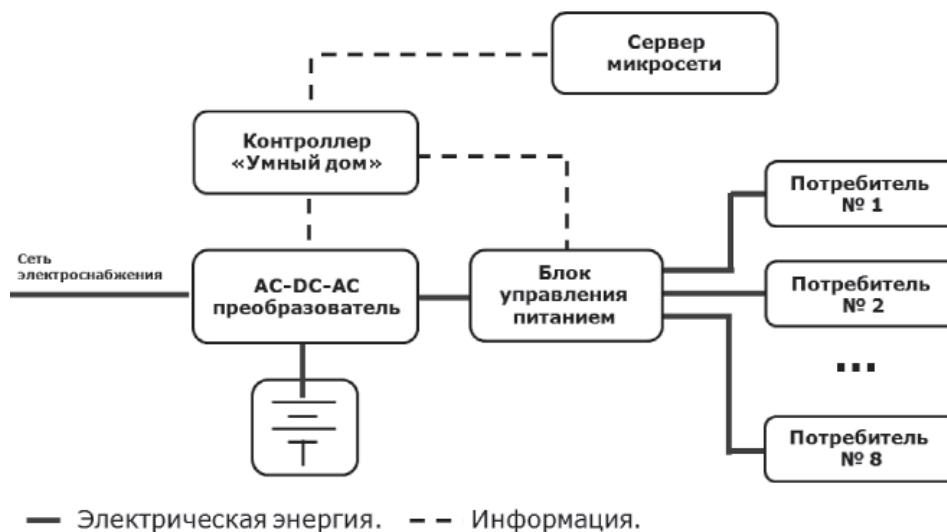 Сервер
микросети
Контроллер
«Умный дом»
Потребитель
№ 1
Сеть
электроснабжения
AC-DC-AC
преобразователь
Блок
управления
питанием
Потребитель
№ 2
...
Потребитель
№ 8
Электрическая энергия.
Информация.